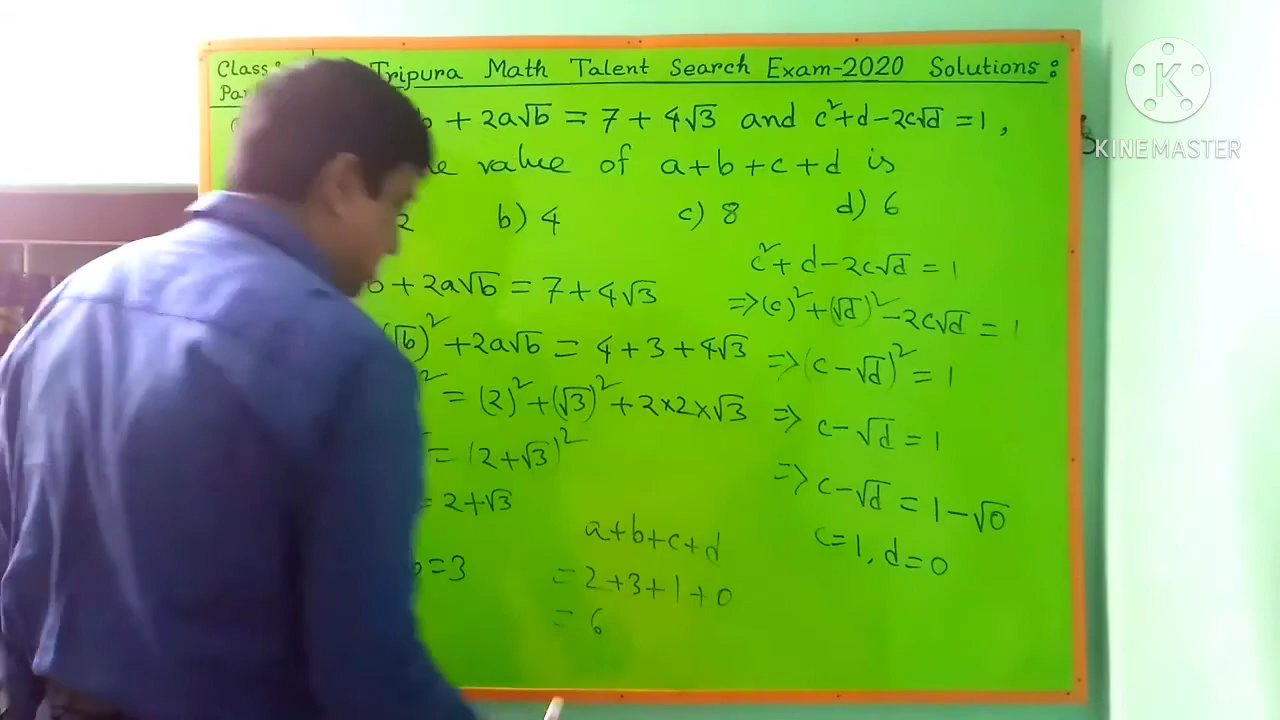 Class Tripura Math Talent Search Exam-2020 Solutions:
+ 2a√b = 7 + 4√3 and c²+d-2c√d = 1,
value of a+b+c+d is
2 b) 4 c) 8 d) 6
b + 2a√b = 7 + 4√3
(√b)² + 2a√b = 4 + 3 + 4√3
² = (2)² + (√3)² + 2×2×√3
= (2+√3)²
= 2+√3
b=3
a+b+c+d
= 2+3+1+0
= 6
c²+d-2c√d = 1
=> (c)²+(√d)²-2c√d = 1
=> (c-√d)² = 1
=> c-√d = 1
=> c-√d = 1-√0
c=1, d=0
K
KINEMASTER